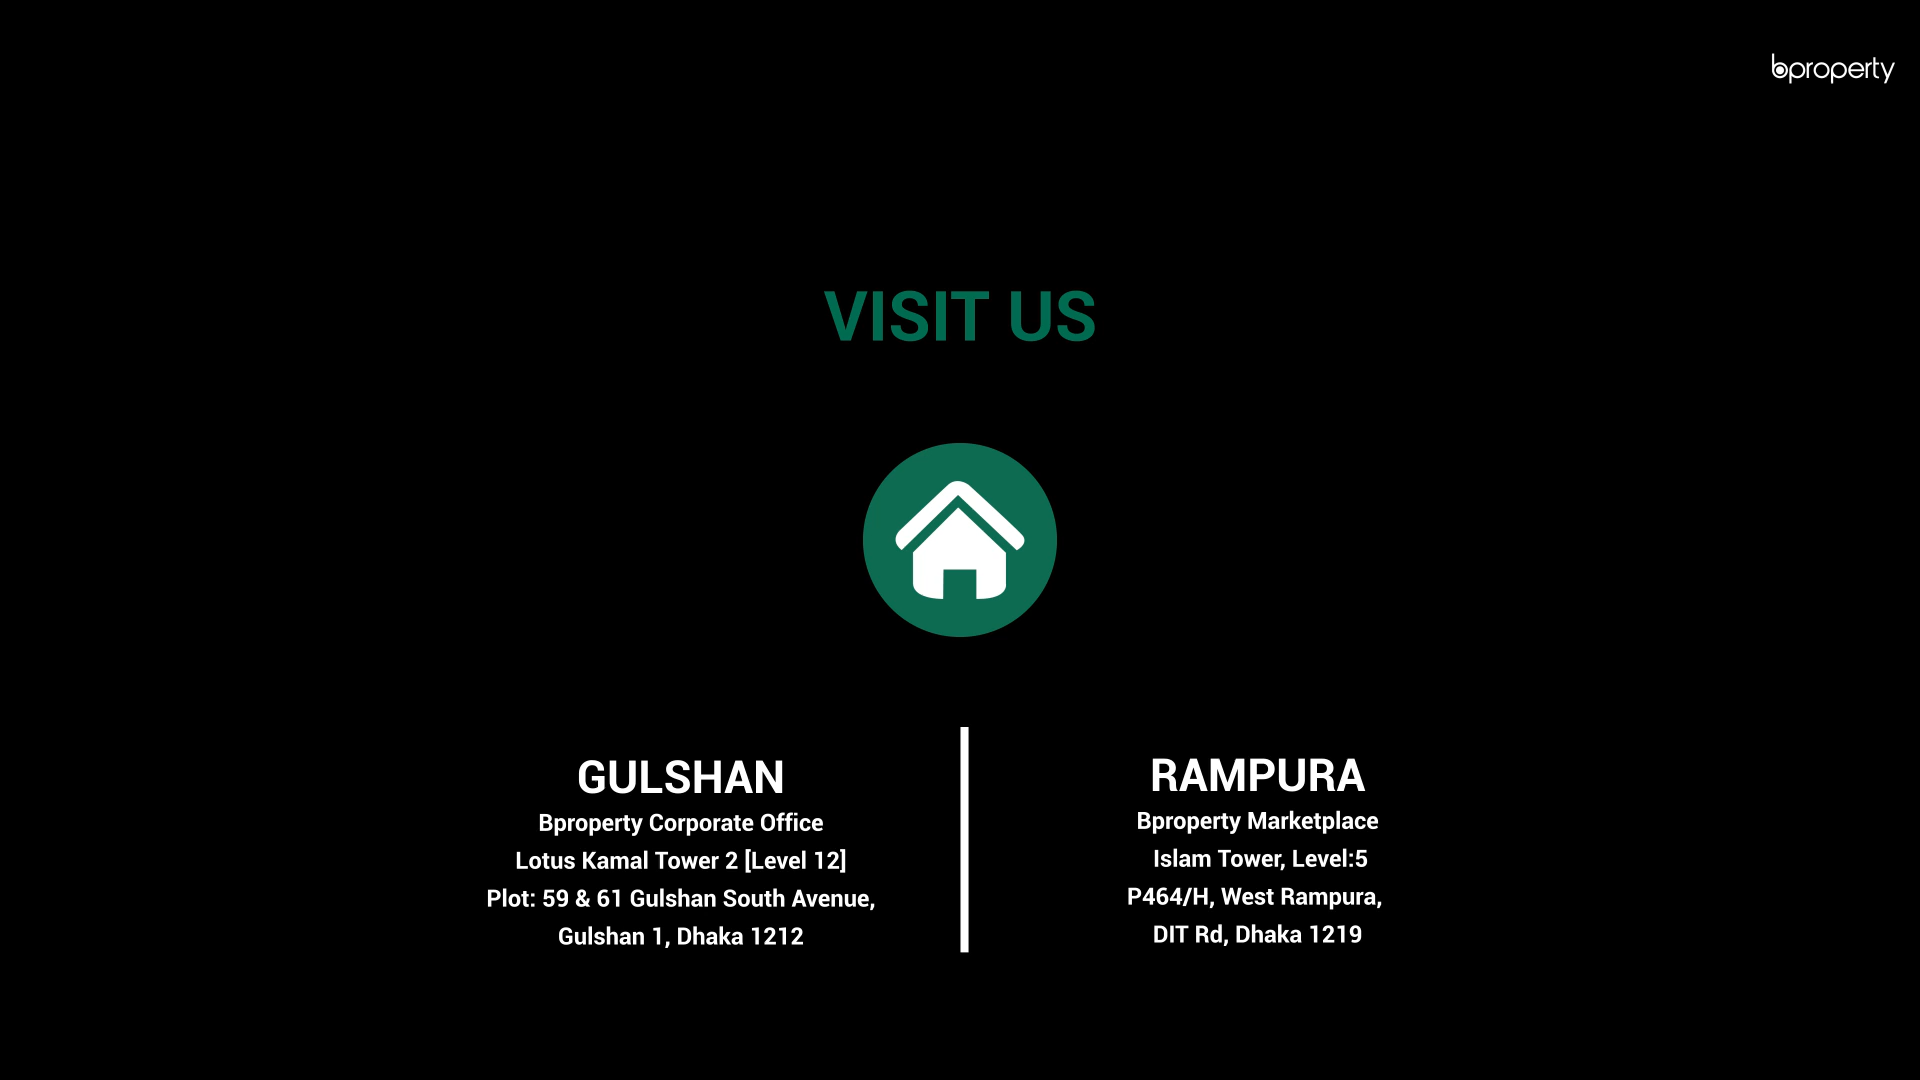 bproperty
VISIT US
GULSHAN
Bproperty Corporate Office
Lotus Kamal Tower 2 [Level 12]
Plot: 59 & 61 Gulshan South Avenue,
Gulshan 1, Dhaka 1212
RAMPURA
Bproperty Marketplace
Islam Tower, Level:5
P464/H, West Rampura,
DIT Rd, Dhaka 1219